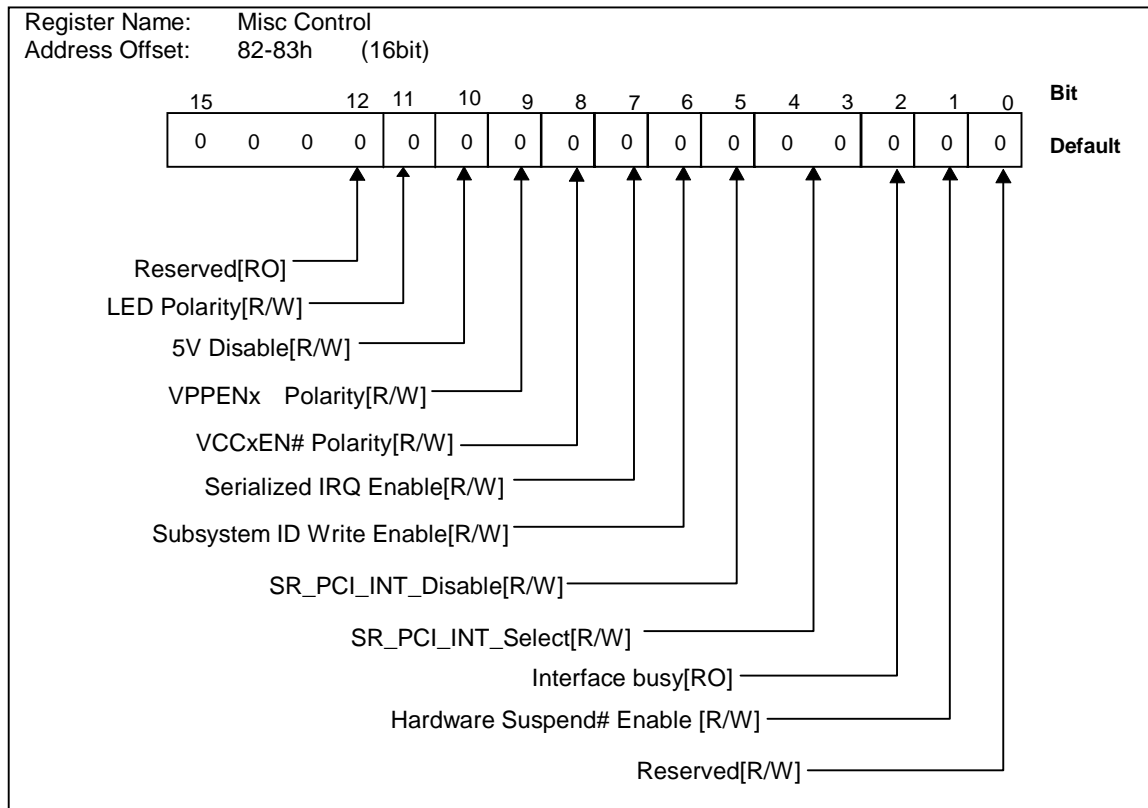 Register Name: Misc Control
Address Offset: 82-83h (16bit)
15 12 11 10 9 8 7 6 5 4 3 2 1 0 Bit
0 0 0 0 0 0 0 0 0 0 0 0 0 0 0 0 Default
Reserved[RO]
LED Polarity[R/W]
5V Disable[R/W]
VPPENx Polarity[R/W]
VCCxEN# Polarity[R/W]
Serialized IRQ Enable[R/W]
Subsystem ID Write Enable[R/W]
SR_PCI_INT_Disable[R/W]
SR_PCI_INT_Select[R/W]
Interface busy[RO]
Hardware Suspend# Enable [R/W]
Reserved[R/W]